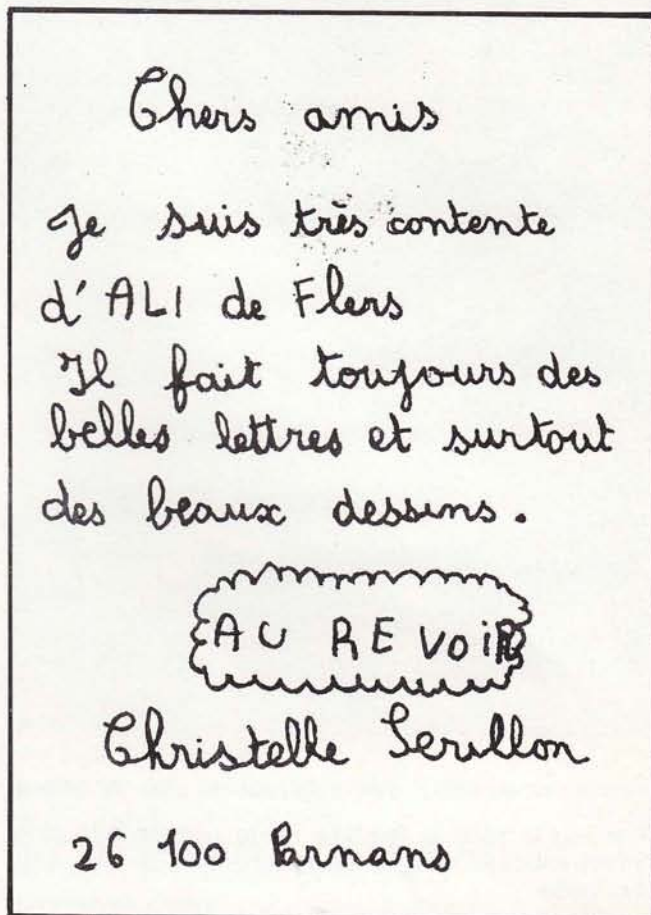 Chers amis
Je suis très contente
d'ALI de Flers
Il fait toujours des
belles lettres et surtout
des beaux dessins.
AU REVOIR
Christelle Serillon
26 100 Parnans